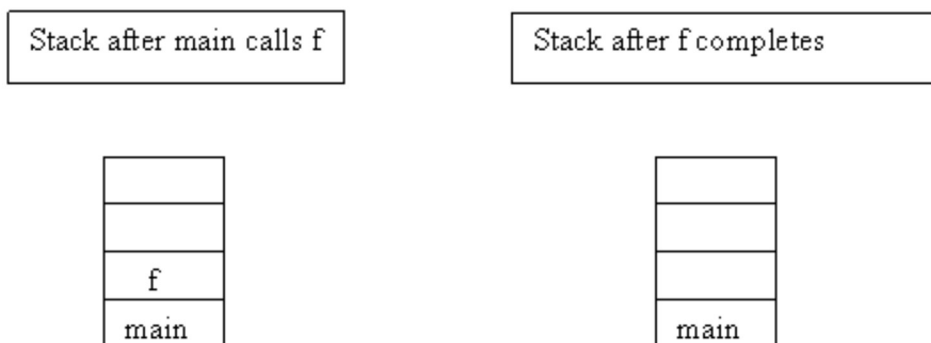 Stack after main calls f
Stack after f completes
f
main
main